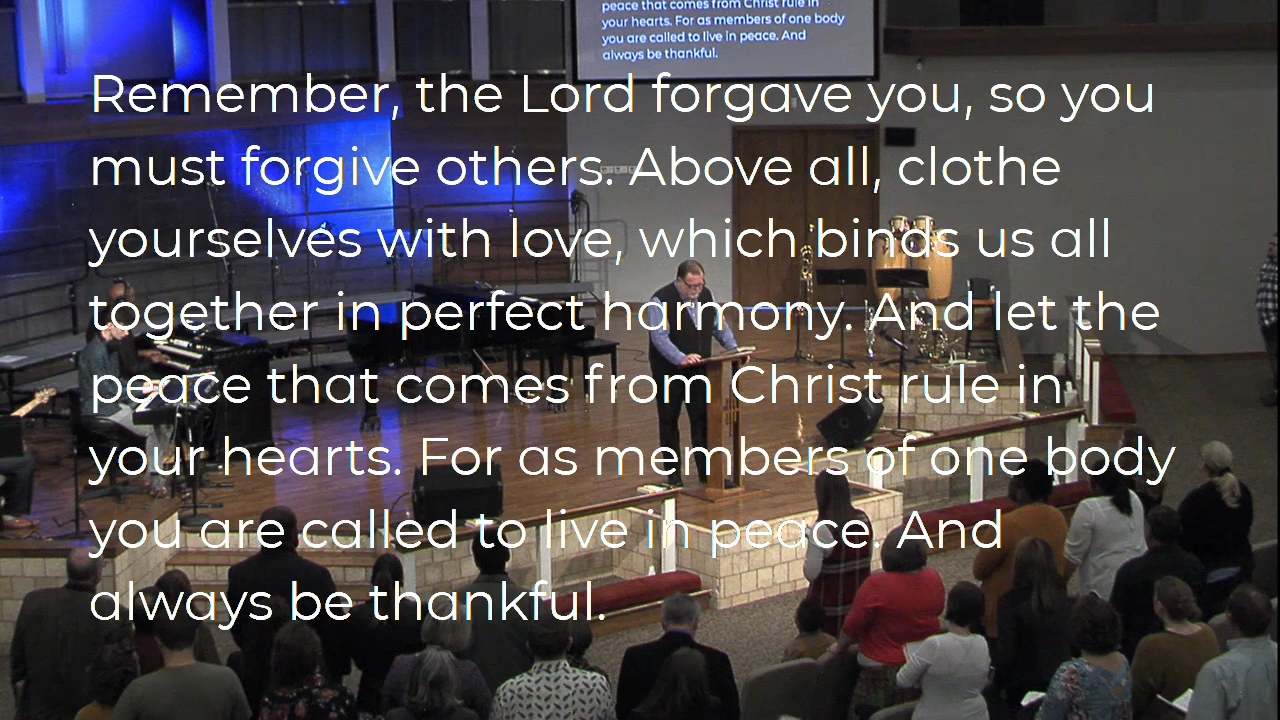 peace that comes from Christ rule in
your hearts. For as members of one body
you are called to live in peace. And
always be thankful.
Remember, the Lord forgave you, so you
must forgive others. Above all, clothe
yourselves with love, which binds us all
together in perfect harmony. And let the
peace that comes from Christ rule in
your hearts. For as members of one body
you are called to live in peace. And
always be thankful.